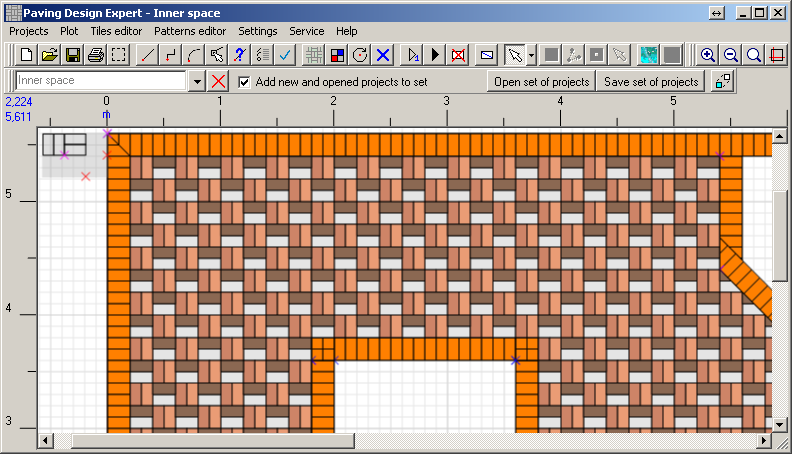 Paving Design Expert - Inner space
Projects Plot Tiles editor Patterns editor Settings Service Help
Inner space Add new and opened projects to set Open set of projects Save set of projects
2,224 0 1 2 3 4 5
5,611 m
5
4
3